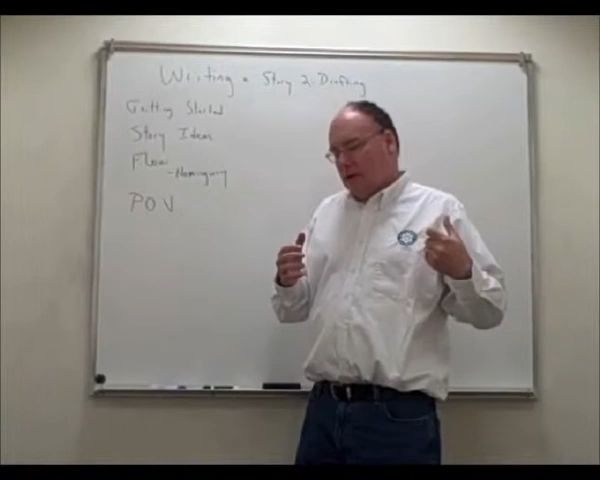 Writing a Story 2: Drafting
Getting Started
Story Ideas
Flow
- Hemingway
POV